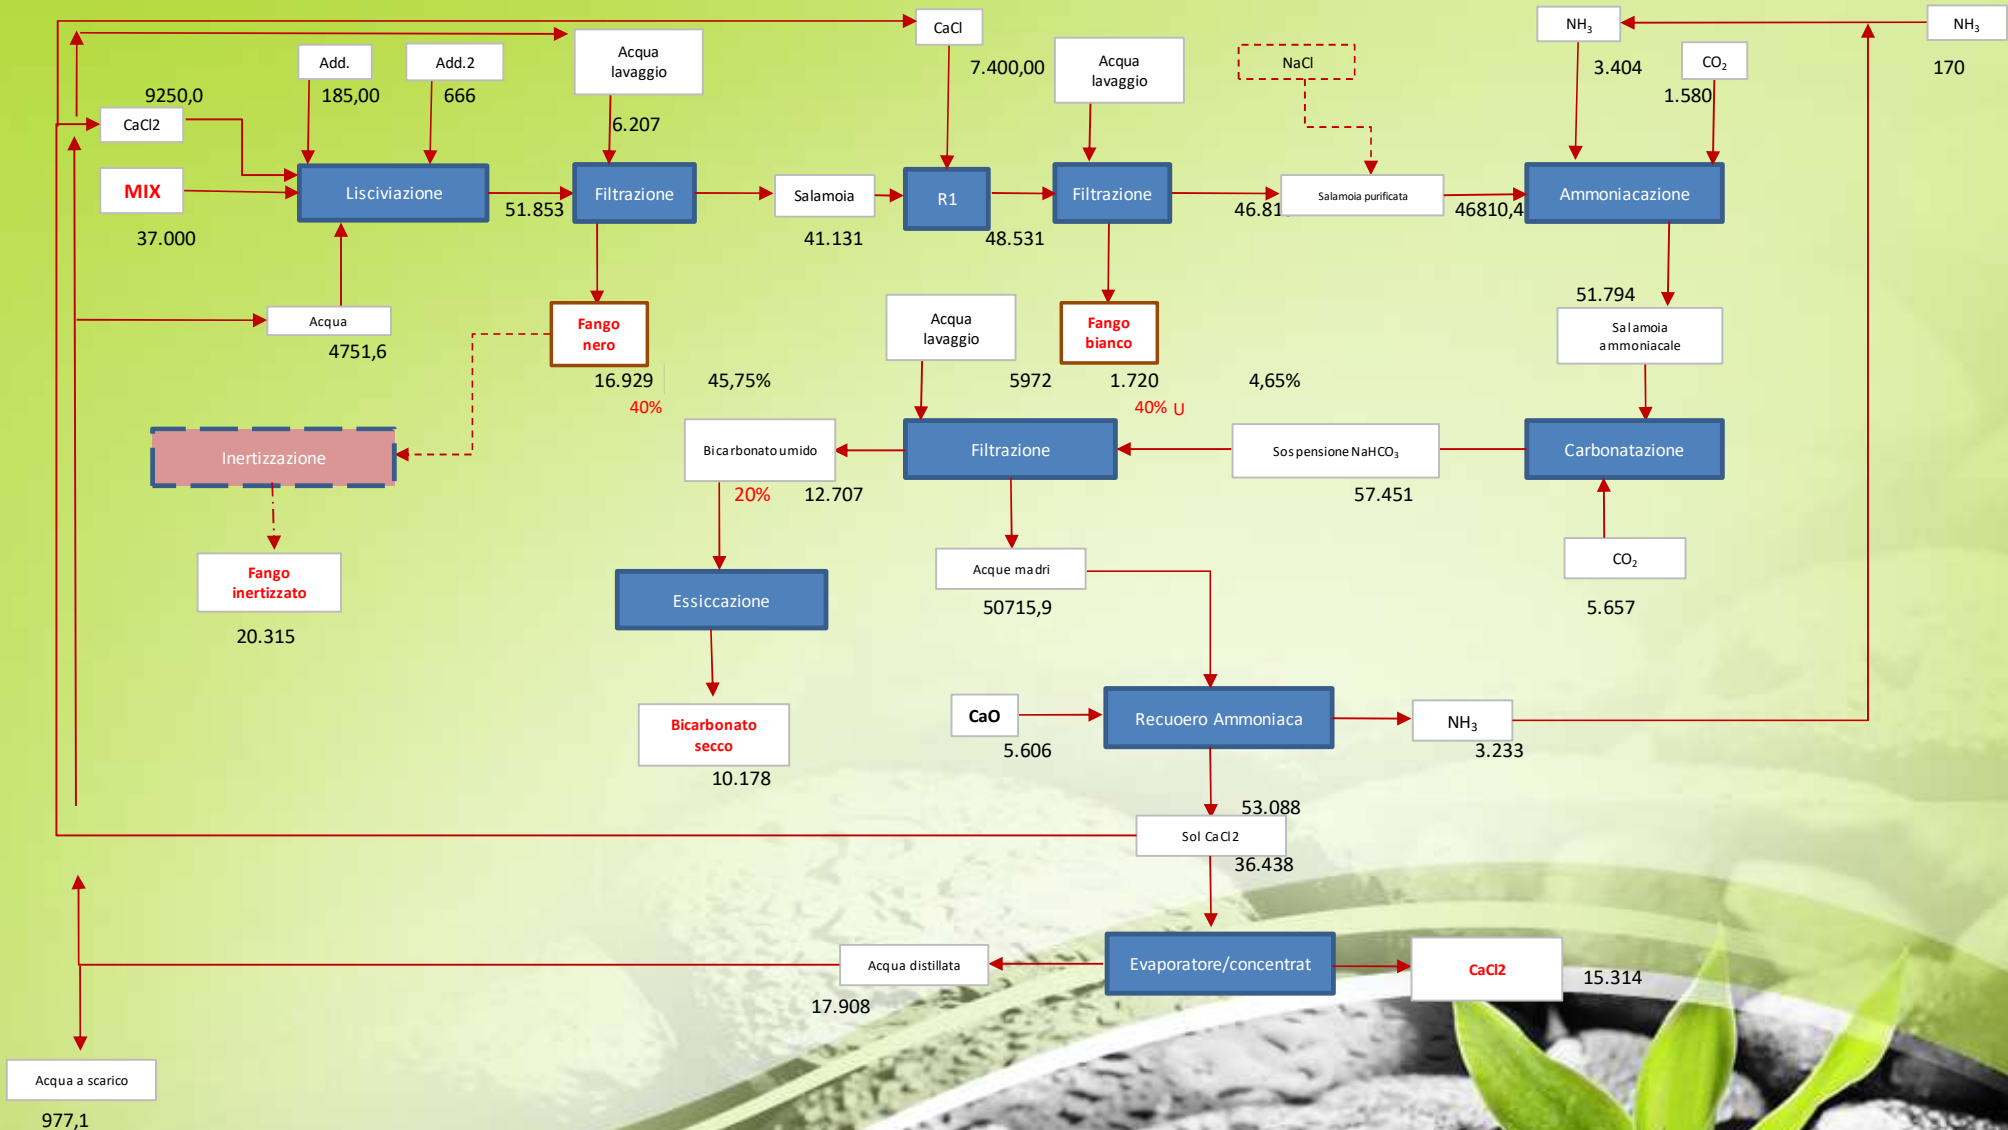 CaCl
NH₃
NH₃
Acqua
lavaggio
Add.
Add.2
Acqua
lavaggio
NaCl
CO₂
7.400,00
3.404
170
9250,0
185,00
666
1.580
CaCl2
6.207
MIX
Lisciviazione
Filtrazione
Salamoia
R1
Filtrazione
Salamoia purificata
Ammoniacazione
51.853
46.81
46810,4
37.000
41.131
48.531
Acqua
4751,6
Fango
nero
Acqua
lavaggio
Fango
bianco
51.794
Salamoia
ammoniacale
16.929
45,75%
5972
1.720
4,65%
40%
40% U
Inertizzazione
Bicarbonato umido
Filtrazione
Sospensione NaHCO₃
Carbonatazione
20%
12.707
57.451
Fango
inertizzato
Acque madri
CO₂
Essiccazione
50715,9
5.657
20.315
Bicarbonato
secco
CaO
Recuoero Ammoniaca
NH₃
5.606
3.233
10.178
53.088
Sol CaCl2
36.438
Acqua distillata
Evaporatore/concentrat
CaCl2
15.314
17.908
Acqua a scarico
977,1